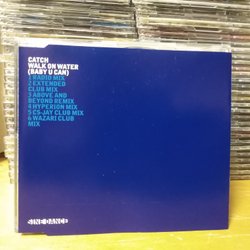 CATCH
WALK ON WATER
(BABY U CAN)
1 RADIO MIX
2 EXTENDED
CLUB MIX
3 ABOVE AND
BEYOND REMIX
4 HYPERION MIX
5 CS-JAY CLUB MIX
6 WAZARI CLUB
MIX
SINE DANCE